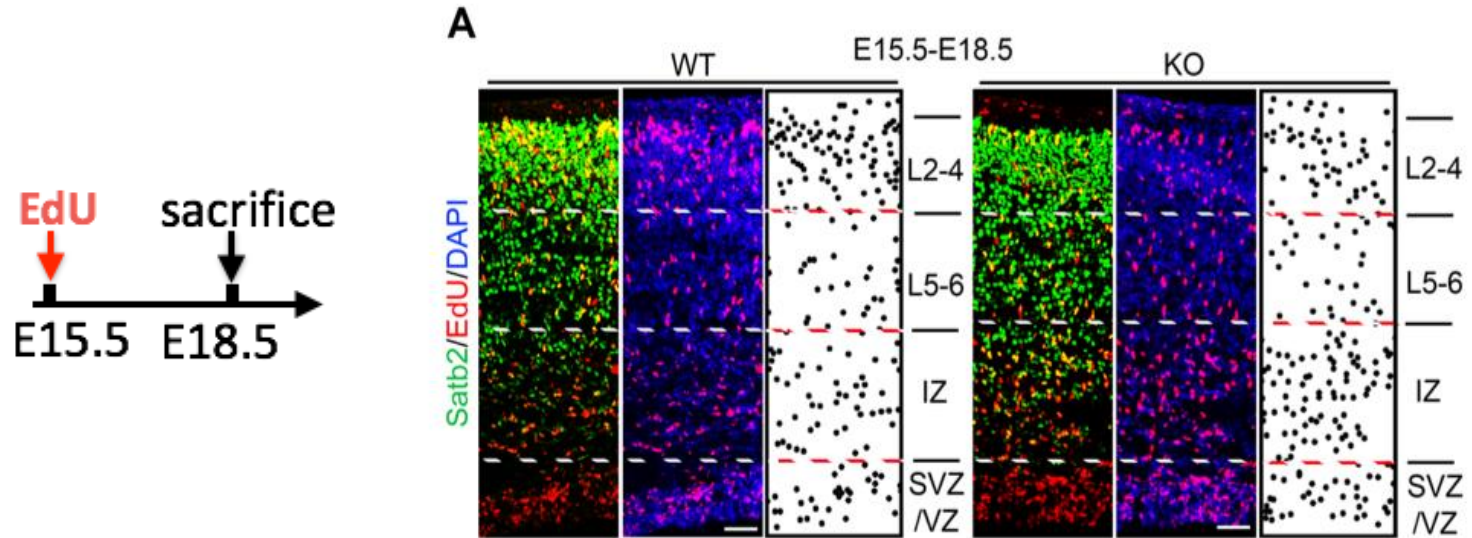 EdU sacrifice
E15.5 E18.5
A
E15.5-E18.5
WT KO
Satb2/EdU/DAPI
L2-4 L2-4
L5-6 L5-6
IZ IZ
SVZ SVZ
/VZ /VZ